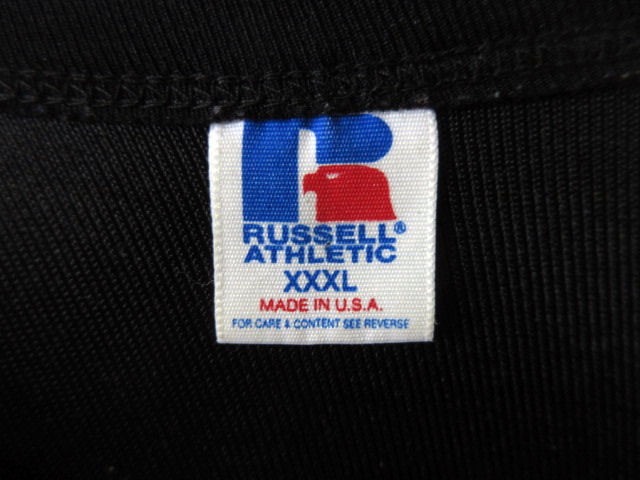 RUSSELL®
ATHLETIC
XXXL
MADE IN U.S.A.
FOR CARE & CONTENT SEE REVERSE